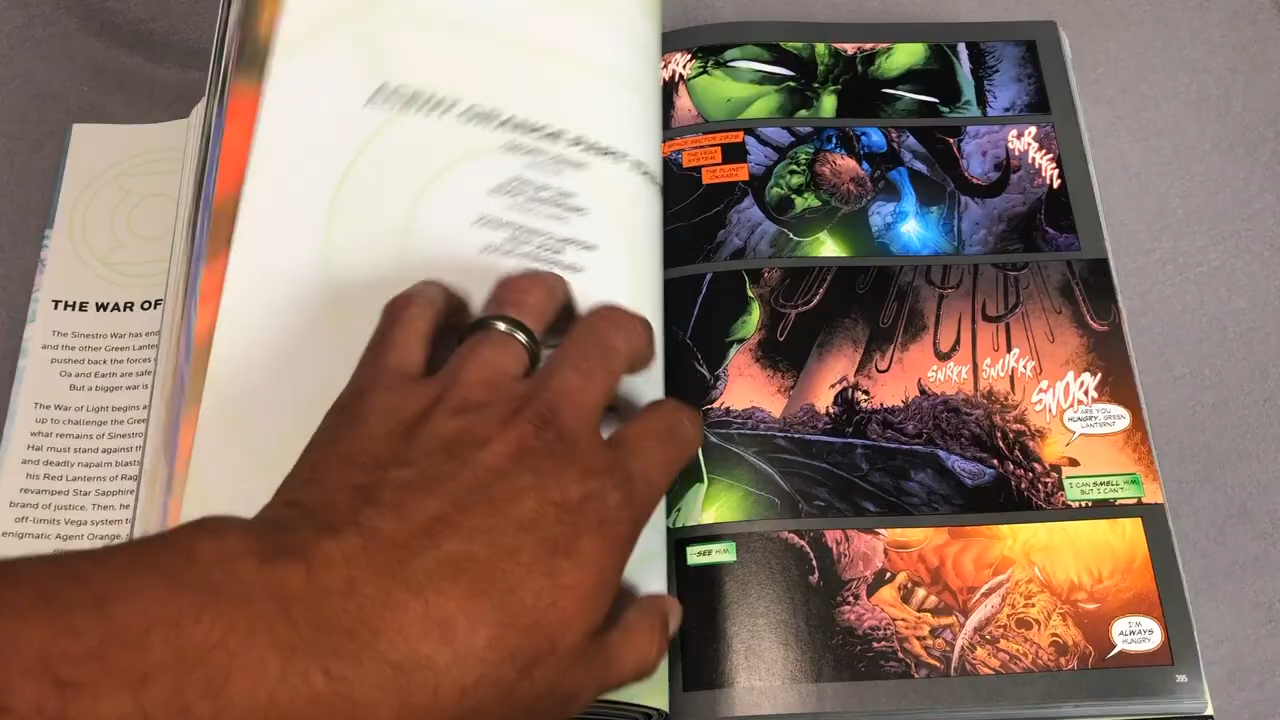 THE WAR OF
The Sinestro War has end
and the other Green Lante
pushed back the forces
Oa and Earth are safe
But a bigger war is
The War of Light begins a
up to challenge the Gree
what remains of Sinestro
Hal must stand against th
and deadly napalm blasts
his Red Lanterns of Rag
revamped Star Sapphire
brand of justice. Then, he
off-limits Vega system to
enigmatic Agent Orange,
SPACE SECTOR 2828.
THE VEGA
SYSTEM.
THE PLANET
OKAARA.
SNRKK
SNURKK
SNORK
ARE YOU
HUNGRY, GREEN
LANTERN?
I CAN SMELL HIM,
BUT I CAN'T--
--SEE HIM.
I'M
ALWAYS
HUNGRY.
395